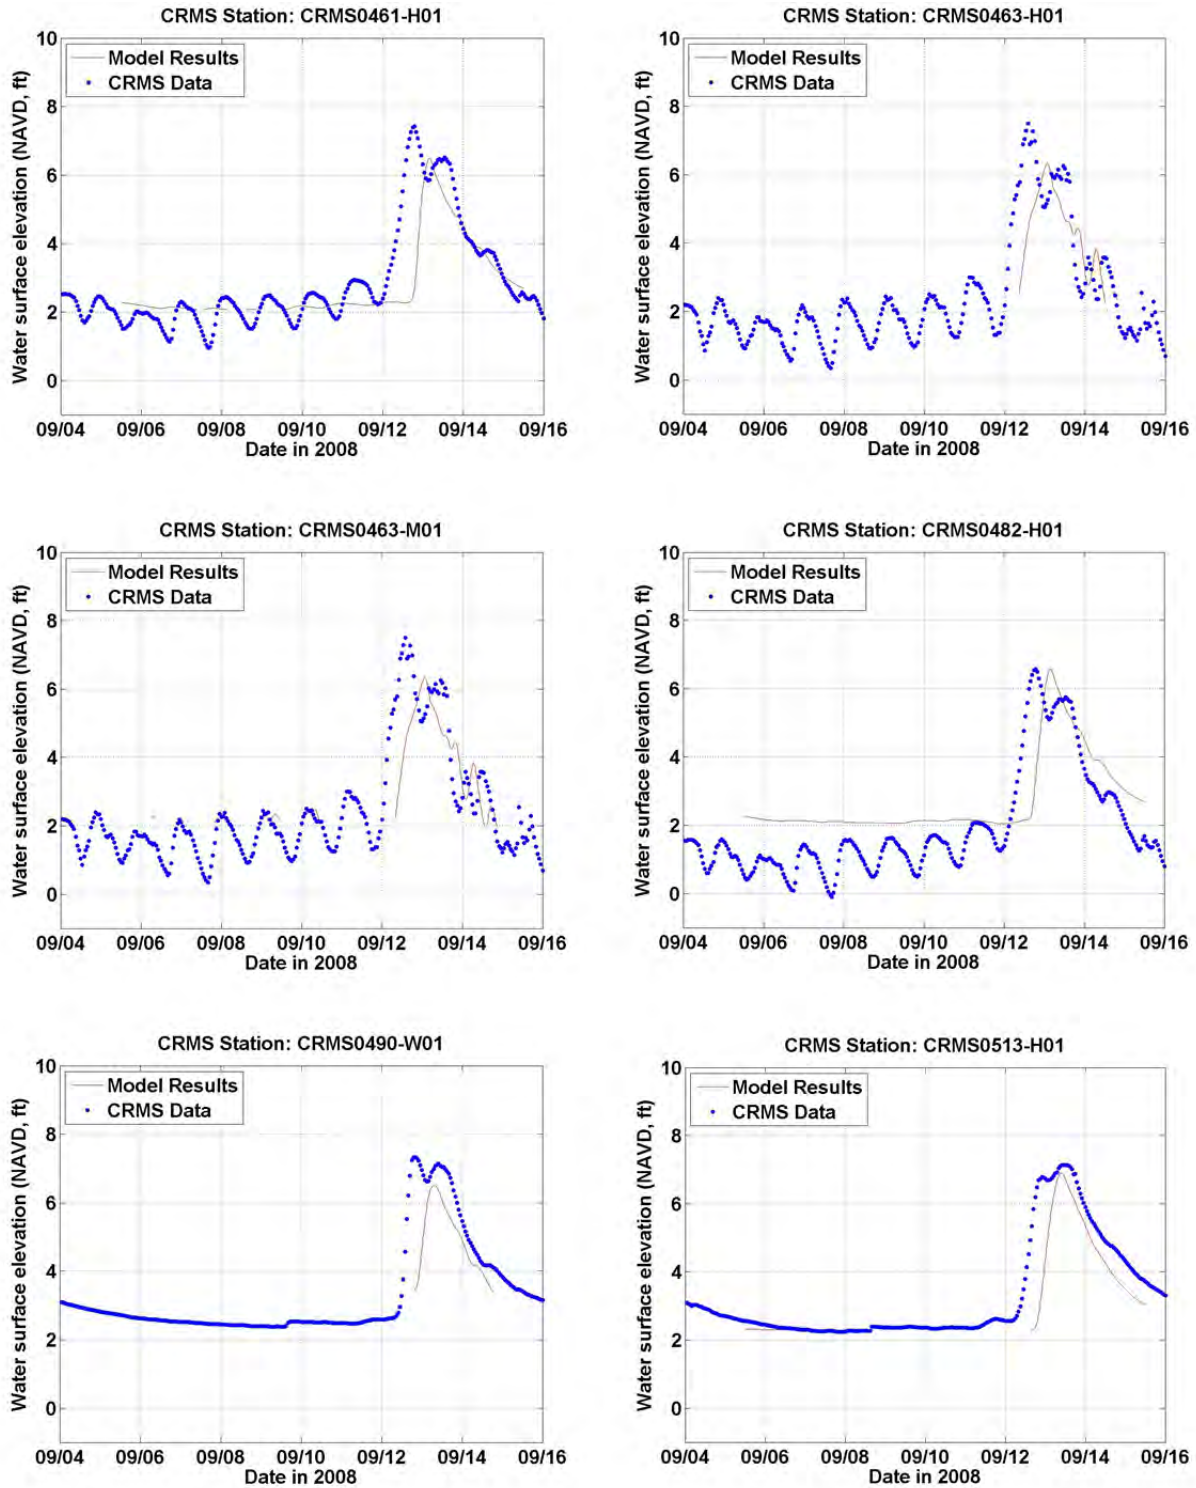 CRMS Station: CRMS0461-H01
10
8
6
4
2
0
Water surface elevation (NAVD, ft)
Model Results
CRMS Data
09/04 09/06 09/08 09/10 09/12 09/14 09/16
Date in 2008
CRMS Station: CRMS0463-H01
10
8
6
4
2
0
Water surface elevation (NAVD, ft)
Model Results
CRMS Data
09/04 09/06 09/08 09/10 09/12 09/14 09/16
Date in 2008
CRMS Station: CRMS0463-M01
10
8
6
4
2
0
Water surface elevation (NAVD, ft)
Model Results
CRMS Data
09/04 09/06 09/08 09/10 09/12 09/14 09/16
Date in 2008
CRMS Station: CRMS0482-H01
10
8
6
4
2
0
Water surface elevation (NAVD, ft)
Model Results
CRMS Data
09/04 09/06 09/08 09/10 09/12 09/14 09/16
Date in 2008
CRMS Station: CRMS0490-W01
10
8
6
4
2
0
Water surface elevation (NAVD, ft)
Model Results
CRMS Data
09/04 09/06 09/08 09/10 09/12 09/14 09/16
Date in 2008
CRMS Station: CRMS0513-H01
10
8
6
4
2
0
Water surface elevation (NAVD, ft)
Model Results
CRMS Data
09/04 09/06 09/08 09/10 09/12 09/14 09/16
Date in 2008